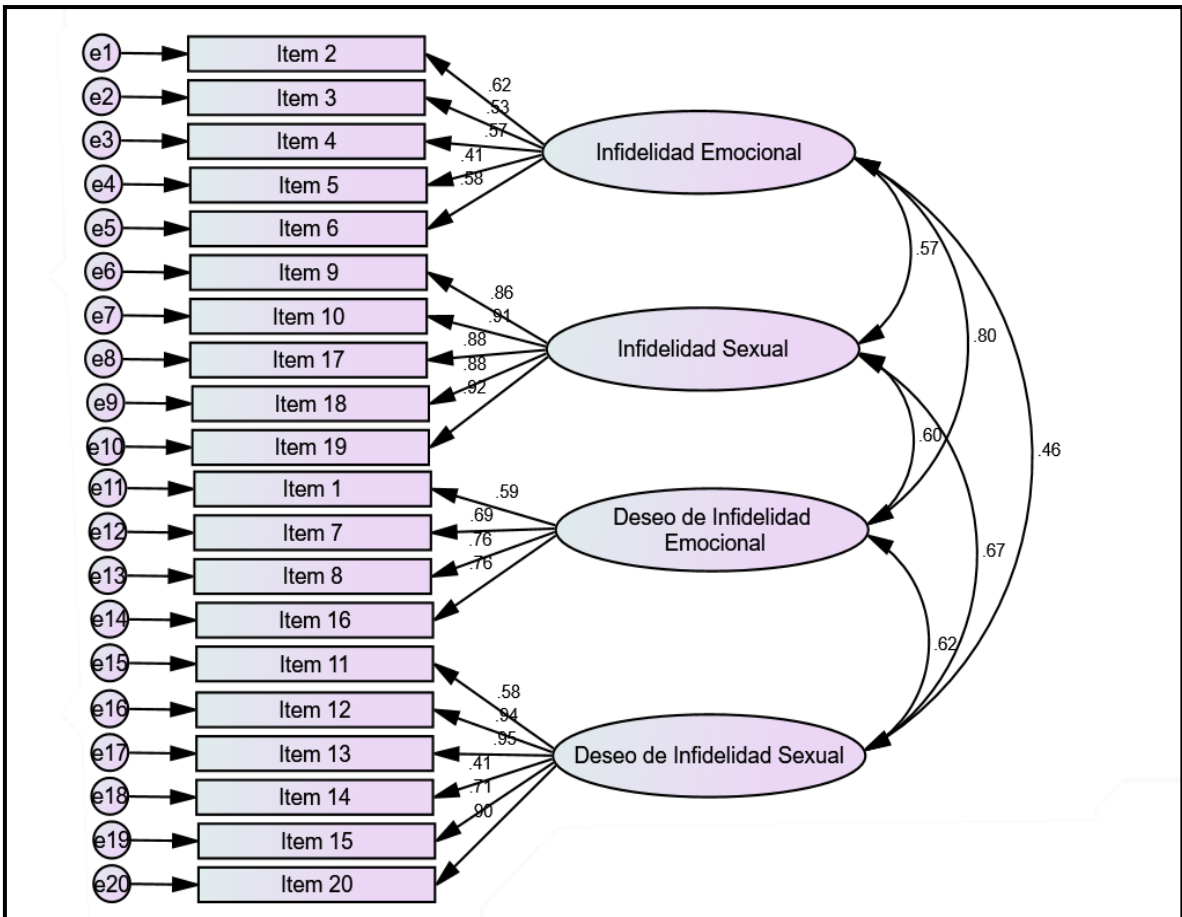 e1
Item 2
e2
Item 3
e3
Item 4
e4
Item 5
e5
Item 6
.62
.53
.57
.41
.58
Infidelidad Emocional
e6
Item 9
e7
Item 10
e8
Item 17
e9
Item 18
e10
Item 19
.86
.91
.88
.88
.92
Infidelidad Sexual
e11
Item 1
e12
Item 7
e13
Item 8
e14
Item 16
.59
.69
.76
.76
Deseo de Infidelidad
Emocional
e15
Item 11
e16
Item 12
e17
Item 13
e18
Item 14
e19
Item 15
e20
Item 20
.58
.94
.95
.41
.71
.90
Deseo de Infidelidad Sexual
.57
.80
.60
.46
.67
.62